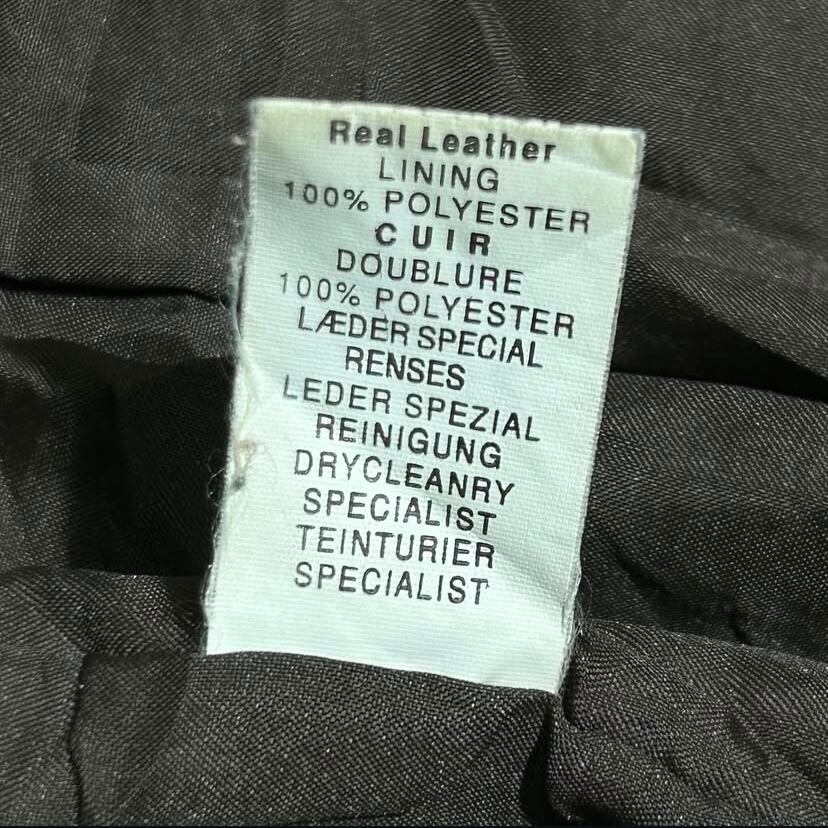 Real Leather
LINING
100% POLYESTER
CUIR
DOUBLURE
100% POLYESTER
LÆDER SPECIAL
RENSES
LEDER SPEZIAL
REINIGUNG
DRYCLEANRY
SPECIALIST
TEINTURIER
SPECIALIST